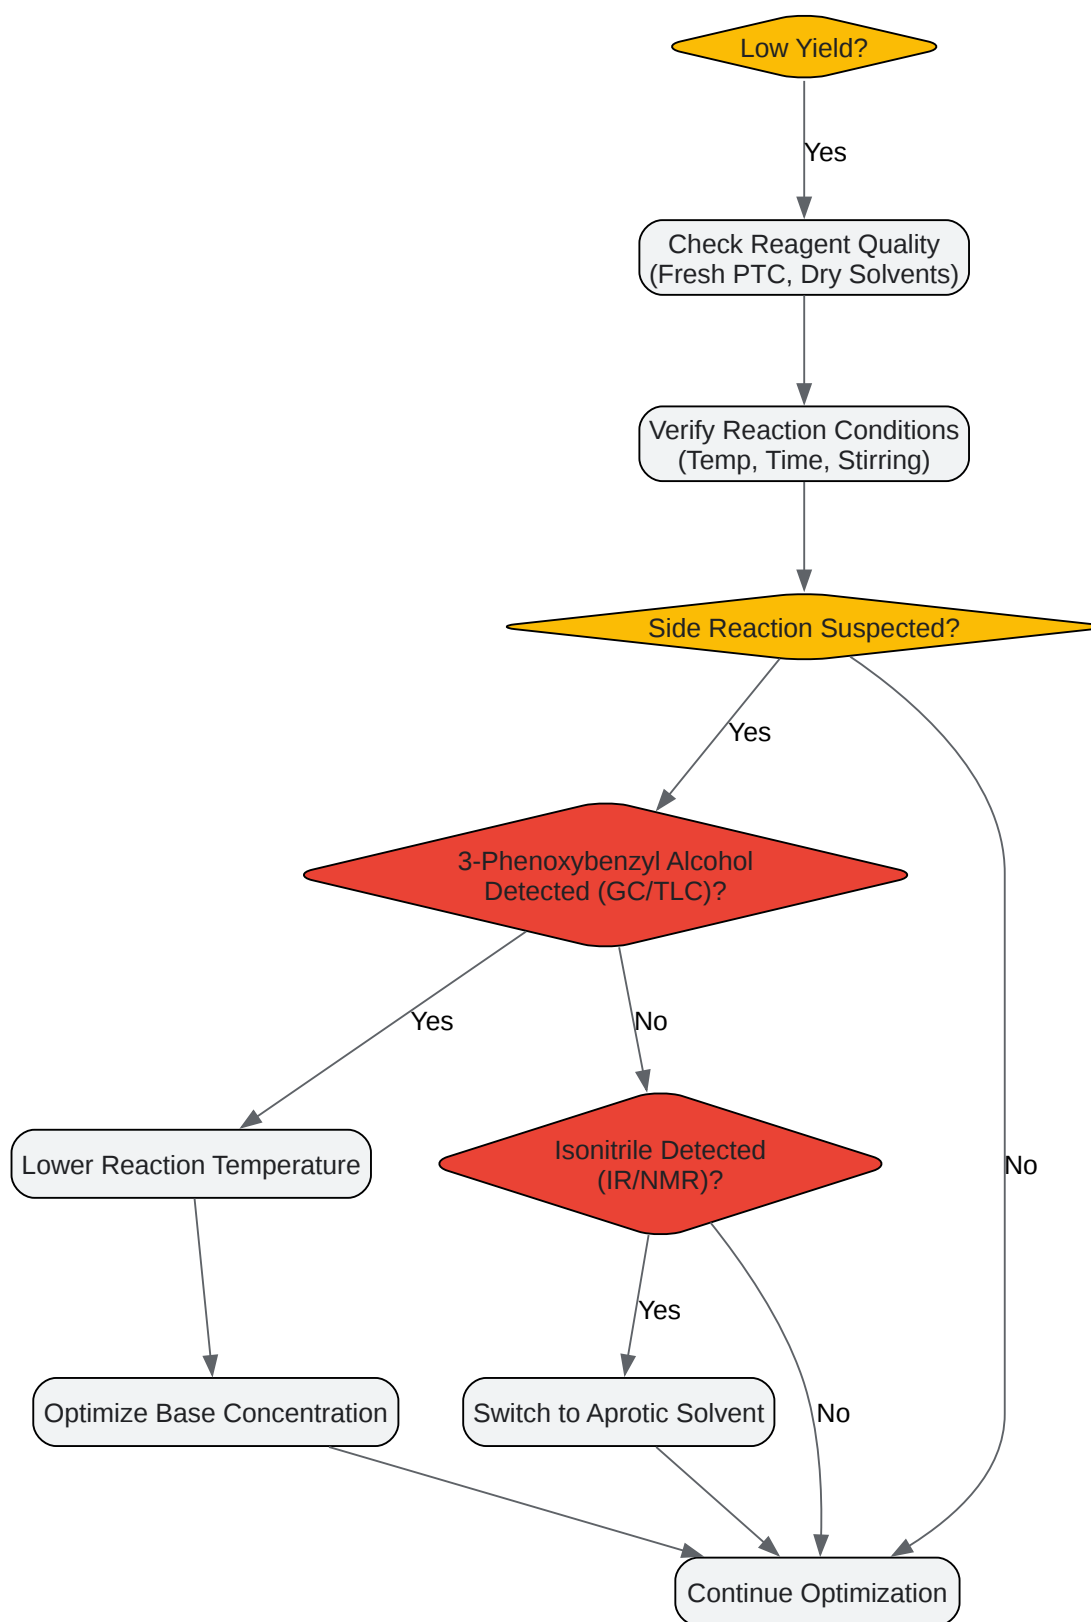 Low Yield?
Yes
Check Reagent Quality
(Fresh PTC, Dry Solvents)
Verify Reaction Conditions
(Temp, Time, Stirring)
Side Reaction Suspected?
Yes
3-Phenoxybenzyl Alcohol
Detected (GC/TLC)?
Yes
No
Isonitrile Detected
(IR/NMR)?
Lower Reaction Temperature
No
Yes
Optimize Base Concentration
Switch to Aprotic Solvent
No
Continue Optimization